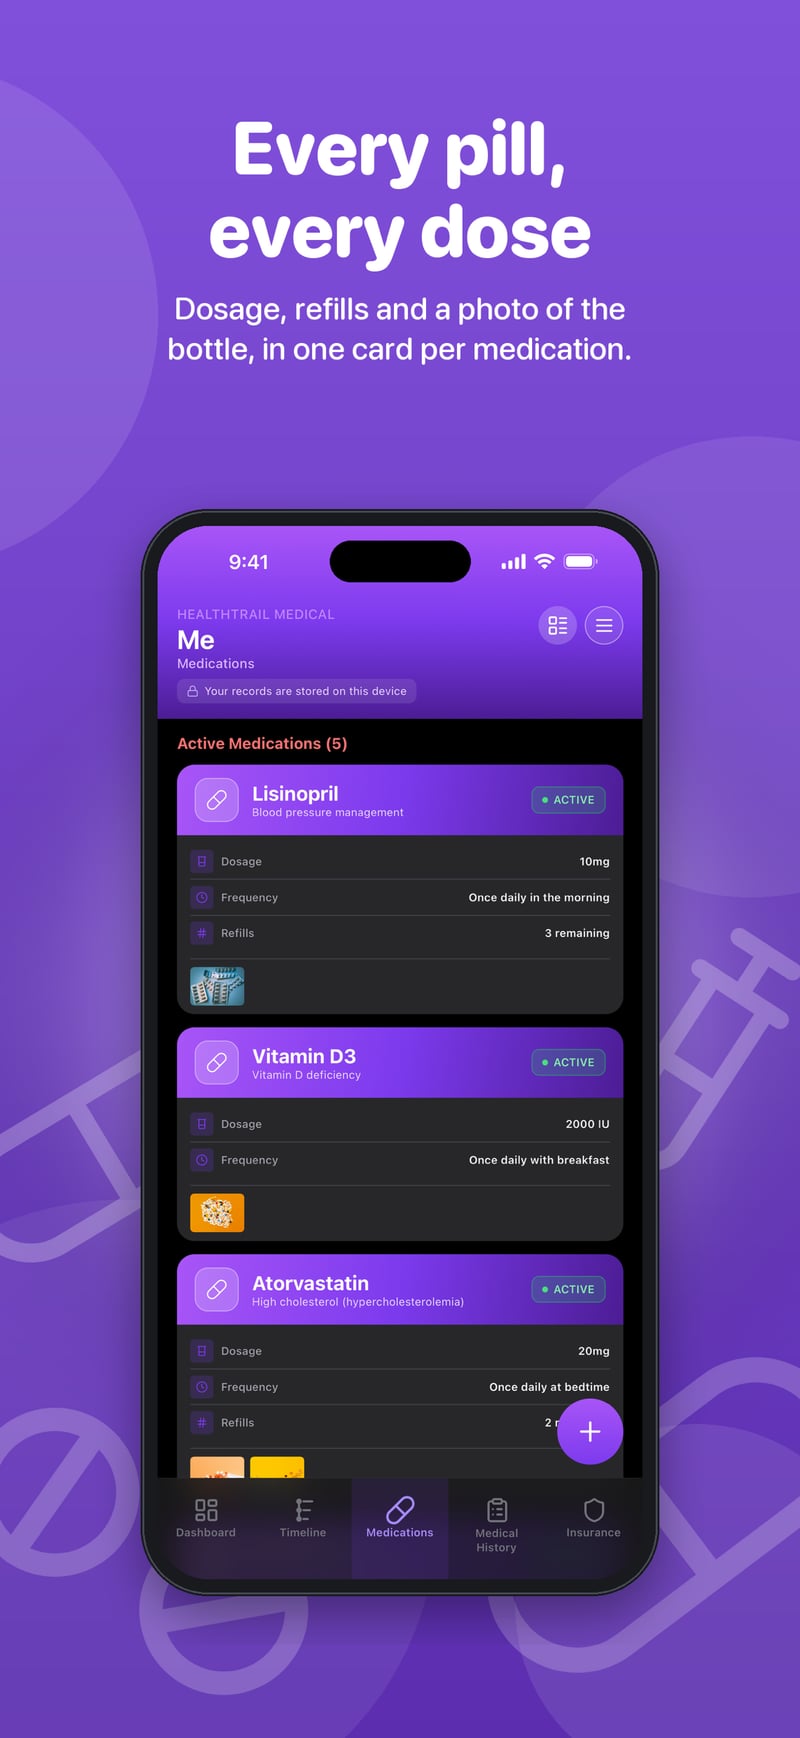 Every pill,
every dose
Dosage, refills and a photo of the
bottle, in one card per medication.
9:41
HEALTHTRAIL MEDICAL
Me
Medications
Your records are stored on this device
Active Medications (5)
Lisinopril
Blood pressure management
ACTIVE
Dosage 10mg
Frequency Once daily in the morning
Refills 3 remaining
Vitamin D3
Vitamin D deficiency
ACTIVE
Dosage 2000 IU
Frequency Once daily with breakfast
Atorvastatin
High cholesterol (hypercholesterolemia)
ACTIVE
Dosage 20mg
Frequency Once daily at bedtime
Refills 2
Dashboard
Timeline
Medications
Medical
History
Insurance